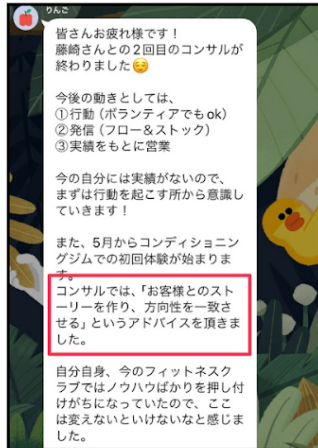 りんご
皆さんお疲れ様です！
藤崎さんとの２回目のコンサルが
終わりました😌
今後の動きとしては、
①行動（ボランティアでもok）
②発信（フロー＆ストック）
③実績をもとに営業
今の自分には実績がないので、
まずは行動を起こす所から意識し
ていきます！
また、5月からコンディショニン
グジムでの初回体験が始まりま
す。
コンサルでは、「お客様とのスト
ーリーを作り、方向性を一致さ
せる」というアドバイスを頂きま
した。
自分自身、今のフィットネスク
ラブではノウハウばかりを押し付
けがちになっていたので、ここ
は変えないといけないなと感じま
した。